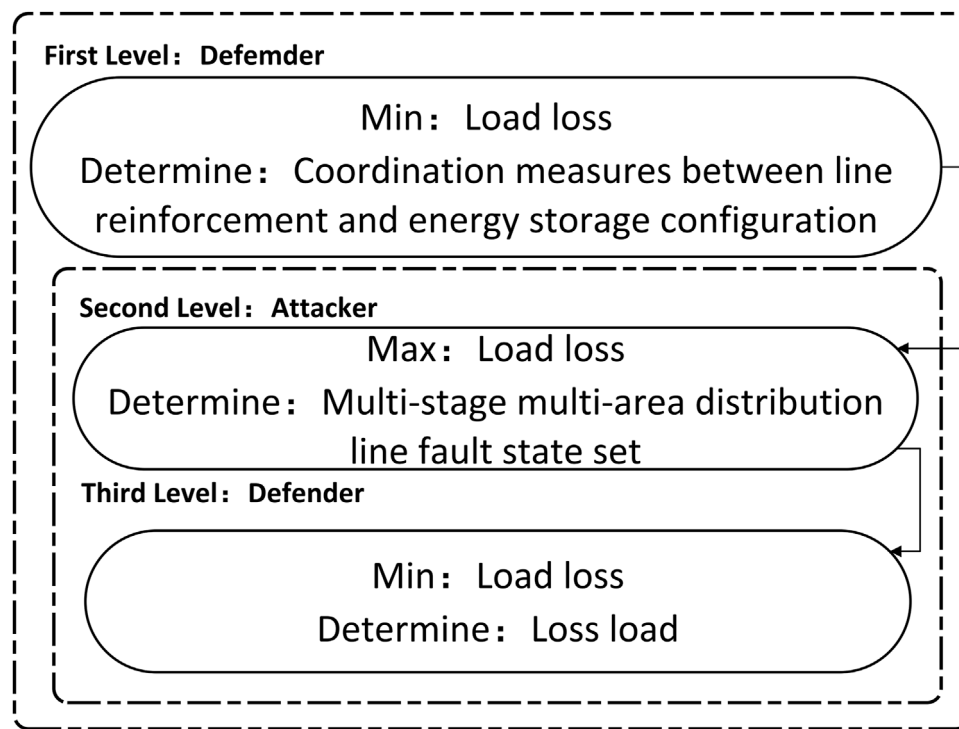 First Level：Defemder
Min：Load loss
Determine：Coordination measures between line
reinforcement and energy storage configuration
Second Level：Attacker
Max：Load loss
Determine：Multi-stage multi-area distribution
line fault state set
Third Level：Defender
Min：Load loss
Determine：Loss load